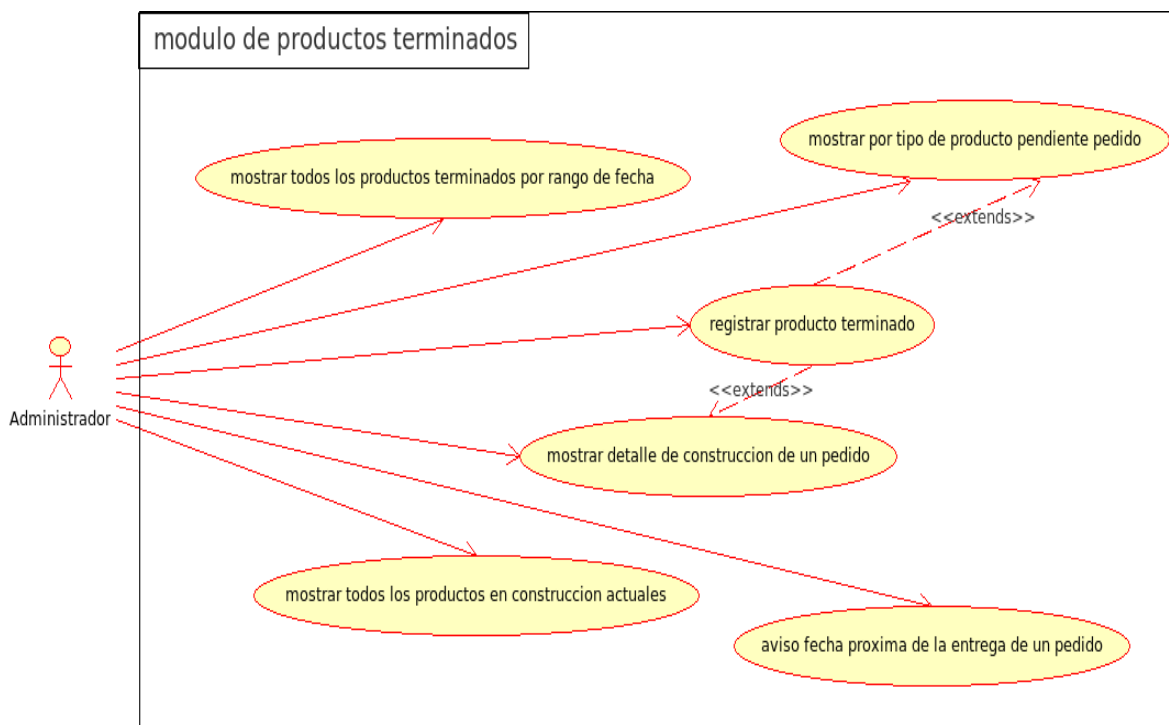 modulo de productos terminados
mostrar por tipo de producto pendiente pedido
mostrar todos los productos terminados por rango de fecha
<<extends>>
registrar producto terminado
<<extends>>
Administrador
mostrar detalle de construccion de un pedido
mostrar todos los productos en construccion actuales
aviso fecha proxima de la entrega de un pedido